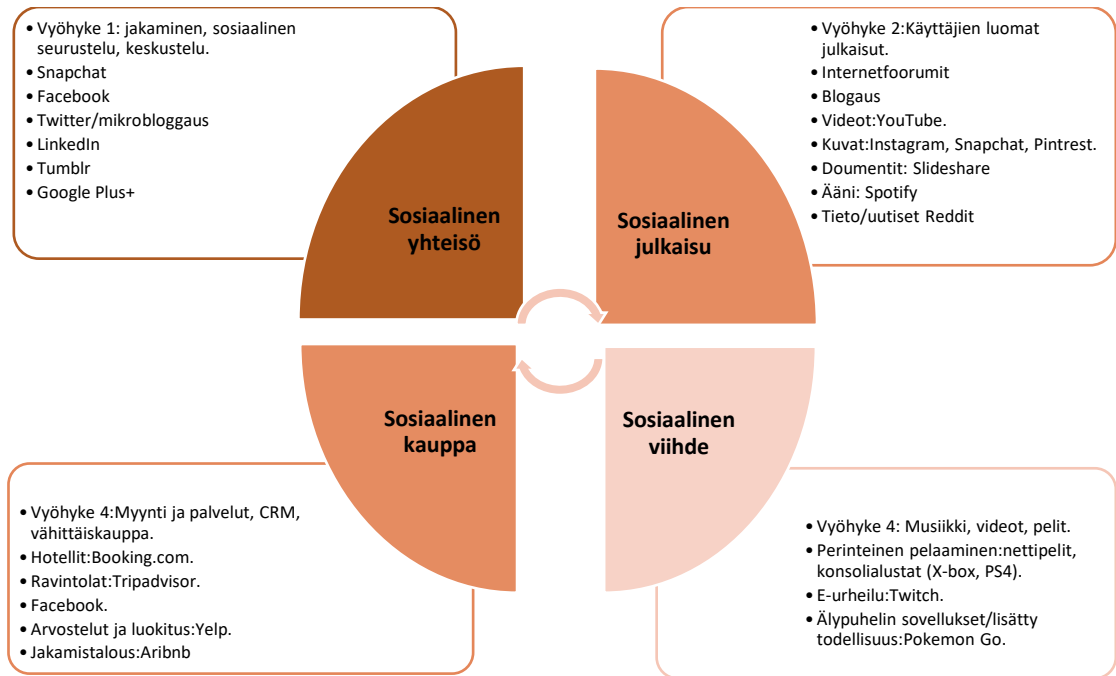 • Vyöhyke 1: jakaminen, sosiaalinen
seurustelu, keskustelu.
• Snapchat
• Facebook
• Twitter/mikrobloggaus
• LinkedIn
• Tumblr
• Google Plus+
• Vyöhyke 2:Käyttäjien luomat
julkaisut.
• Internetfoorumit
• Blogaus
• Videot:YouTube.
• Kuvat:Instagram, Snapchat, Pintrest.
• Doumentit: Slideshare
• Ääni: Spotify
• Tieto/uutiset Reddit
Sosiaalinen
yhteisö
Sosiaalinen
julkaisu
Sosiaalinen
kauppa
Sosiaalinen
viihde
• Vyöhyke 4:Myynti ja palvelut, CRM,
vähittäiskauppa.
• Hotellit:Booking.com.
• Ravintolat:Tripadvisor.
• Facebook.
• Arvostelut ja luokitus:Yelp.
• Jakamistalous:Aribnb
• Vyöhyke 4: Musiikki, videot, pelit.
• Perinteinen pelaaminen:nettipelit,
konsolialustat (X-box, PS4).
• E-urheilu:Twitch.
• Älypuhelin sovellukset/lisätty
todellisuus:Pokemon Go.